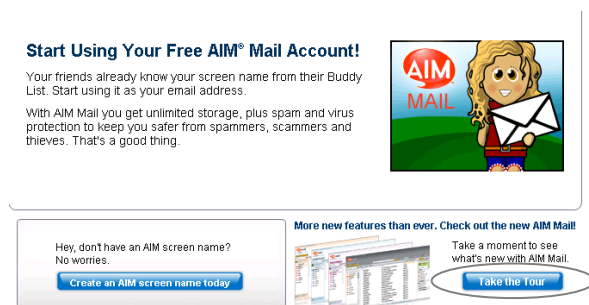 Start Using Your Free AIM® Mail Account!
Your friends already know your screen name from their Buddy
List. Start using it as your email address.
With AIM Mail you get unlimited storage, plus spam and virus
protection to keep you safer from spammers, scammers and
thieves. That's a good thing.
AIM
MAIL
Hey, don't have an AIM screen name?
No worries.
Create an AIM screen name today
More new features than ever. Check out the new AIM Mail!
Take a moment to see
what's new with AIM Mail.
Take the Tour